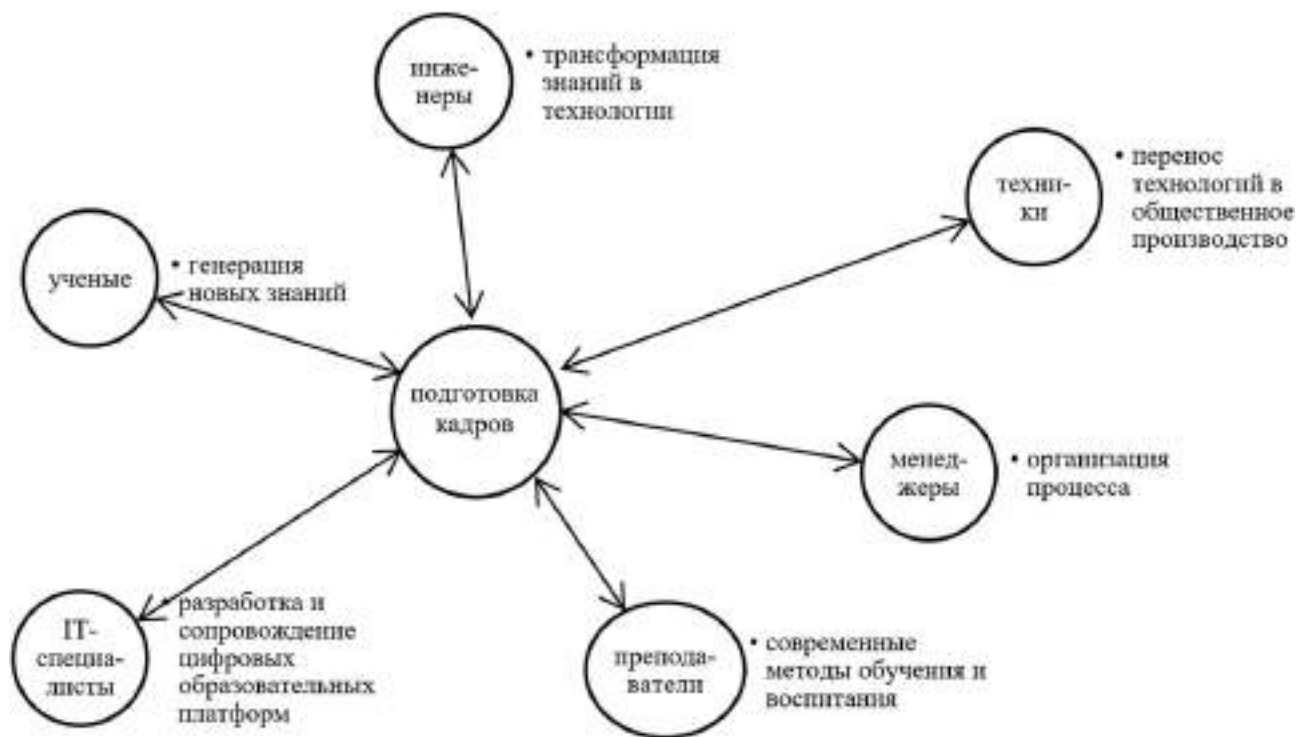 инже-
неры
• трансформация
знаний в
технологии
техни-
ки
• перенос
технологий в
общественное
производство
ученые
• генерация
новых знаний
подготовка
кадров
менед-
жеры
• организация
процесса
IT-
специа-
листы
• разработка и
сопровождение
цифровых
образовательных
платформ
препода-
ватели
• современные
методы обучения и
воспитания